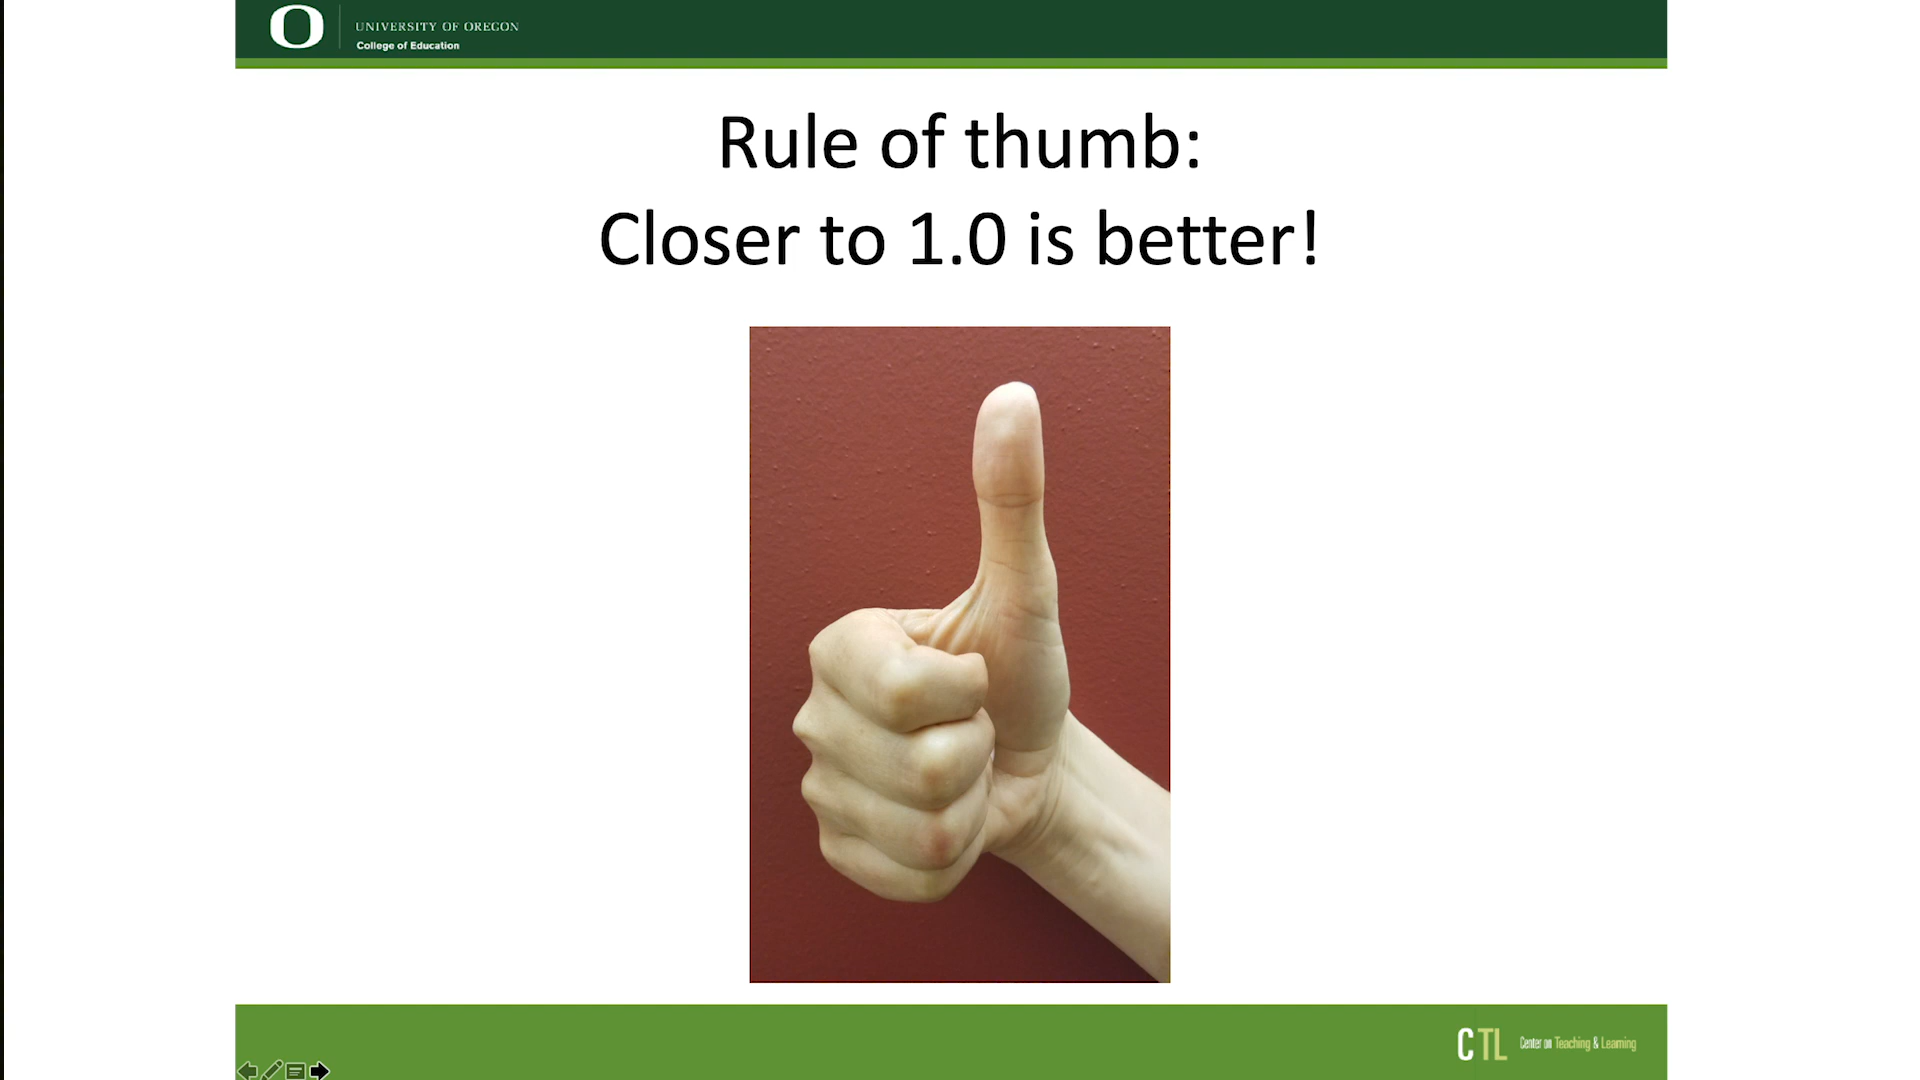 UNIVERSITY OF OREGON
College of Education
Rule of thumb:
Closer to 1.0 is better!
CTL Center on Teaching & Learning